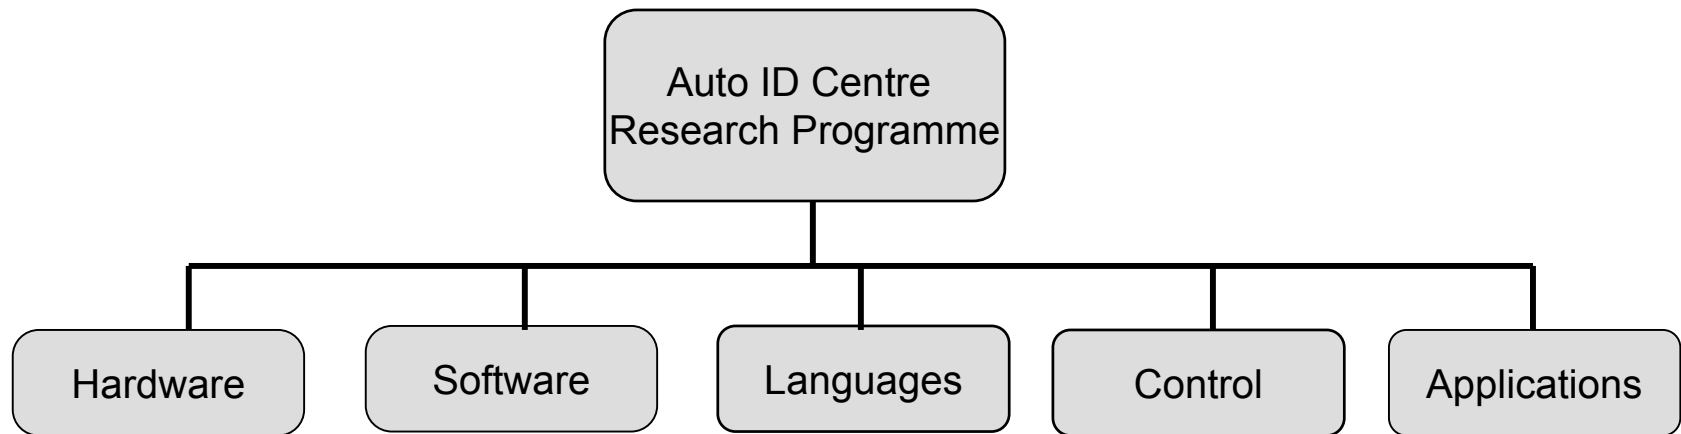 Auto ID Centre
Research Programme
Hardware
Software
Languages
Control
Applications